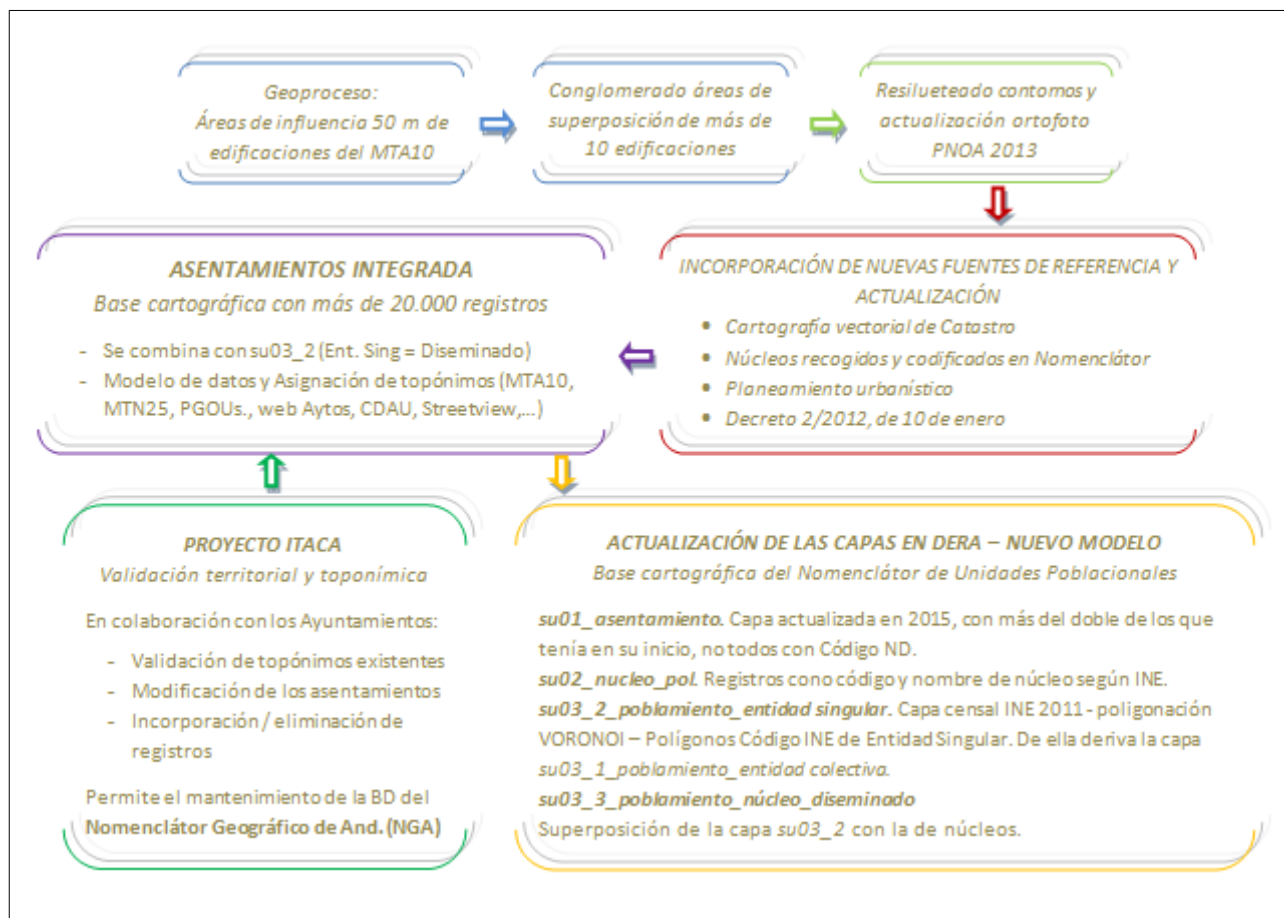 Geoproceso:
Áreas de influencia 50 m de
edificaciones del MTA10
Conglomerado áreas de
superposición de más de
10 edificaciones
Resilueteado contornos y
actualización ortofoto
PNOA 2013
INCORPORACIÓN DE NUEVAS FUENTES DE REFERENCIA Y
ACTUALIZACIÓN
• Cartografía vectorial de Catastro
• Núcleos recogidos y codificados en Nomenclátor
• Planeamiento urbanístico
• Decreto 2/2012, de 10 de enero
ASENTAMIENTOS INTEGRADA
Base cartográfica con más de 20.000 registros
- Se combina con su03_2 (Ent. Sing = Diseminado)
- Modelo de datos y Asignación de topónimos (MTA10,
MTN25, PGOUs., web Aytos, CDAU, Streetview,...)
PROYECTO ITACA
Validación territorial y toponímica
En colaboración con los Ayuntamientos:
- Validación de topónimos existentes
- Modificación de los asentamientos
- Incorporación / eliminación de
registros
Permite el mantenimiento de la BD del
Nomenclátor Geográfico de And. (NGA)
ACTUALIZACIÓN DE LAS CAPAS EN DERA – NUEVO MODELO
Base cartográfica del Nomenclátor de Unidades Poblacionales
su01_asentamiento. Capa actualizada en 2015, con más del doble de los que
tenía en su inicio, no todos con Código ND.
su02_nucleo_pol. Registros cono código y nombre de núcleo según INE.
su03_2_poblamiento_entidad singular. Capa censal INE 2011 - poligonación
VORONOI – Polígonos Código INE de Entidad Singular. De ella deriva la capa
su03_1_poblamiento_entidad colectiva.
su03_3_poblamiento_núcleo_diseminado
Superposición de la capa su03_2 con la de núcleos.